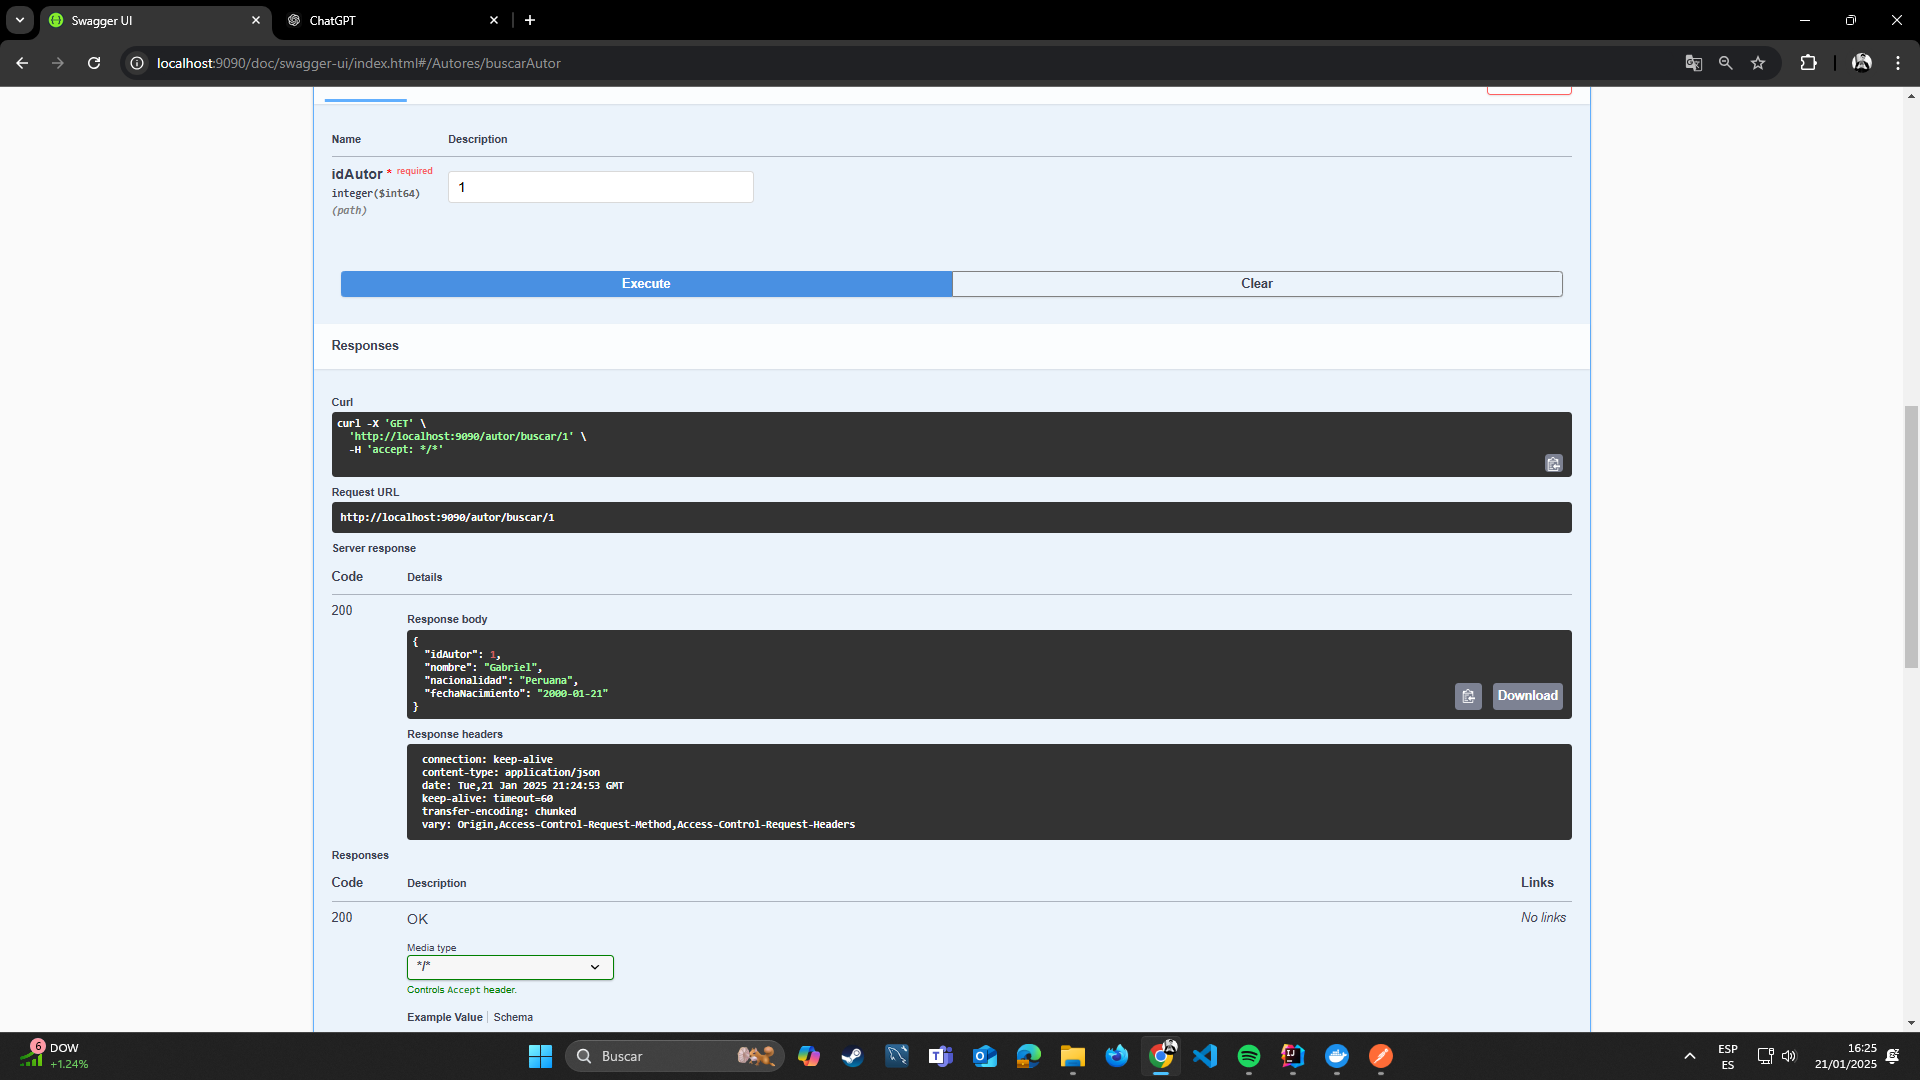 Swagger UI
ChatGPT
localhost:9090/doc/swagger-ui/index.html#/Autores/buscarAutor
Name Description
idAutor * required
integer($int64)
(path)
1
Execute Clear
Responses
Curl
curl -X 'GET' \
'http://localhost:9090/autor/buscar/1' \
-H 'accept: */*'
Request URL
http://localhost:9090/autor/buscar/1
Server response
Code Details
200
Response body
{
"idAutor": 1,
"nombre": "Gabriel",
"nacionalidad": "Peruana",
"fechaNacimiento": "2000-01-21"
}
Download
Response headers
connection: keep-alive
content-type: application/json
date: Tue,21 Jan 2025 21:24:53 GMT
keep-alive: timeout=60
transfer-encoding: chunked
vary: Origin,Access-Control-Request-Method,Access-Control-Request-Headers
Responses
Code Description Links
200 OK No links
Media type
*/*
Controls Accept header.
Example Value Schema
6 DOW
+1.24%
Buscar
ESP
ES
16:25
21/01/2025